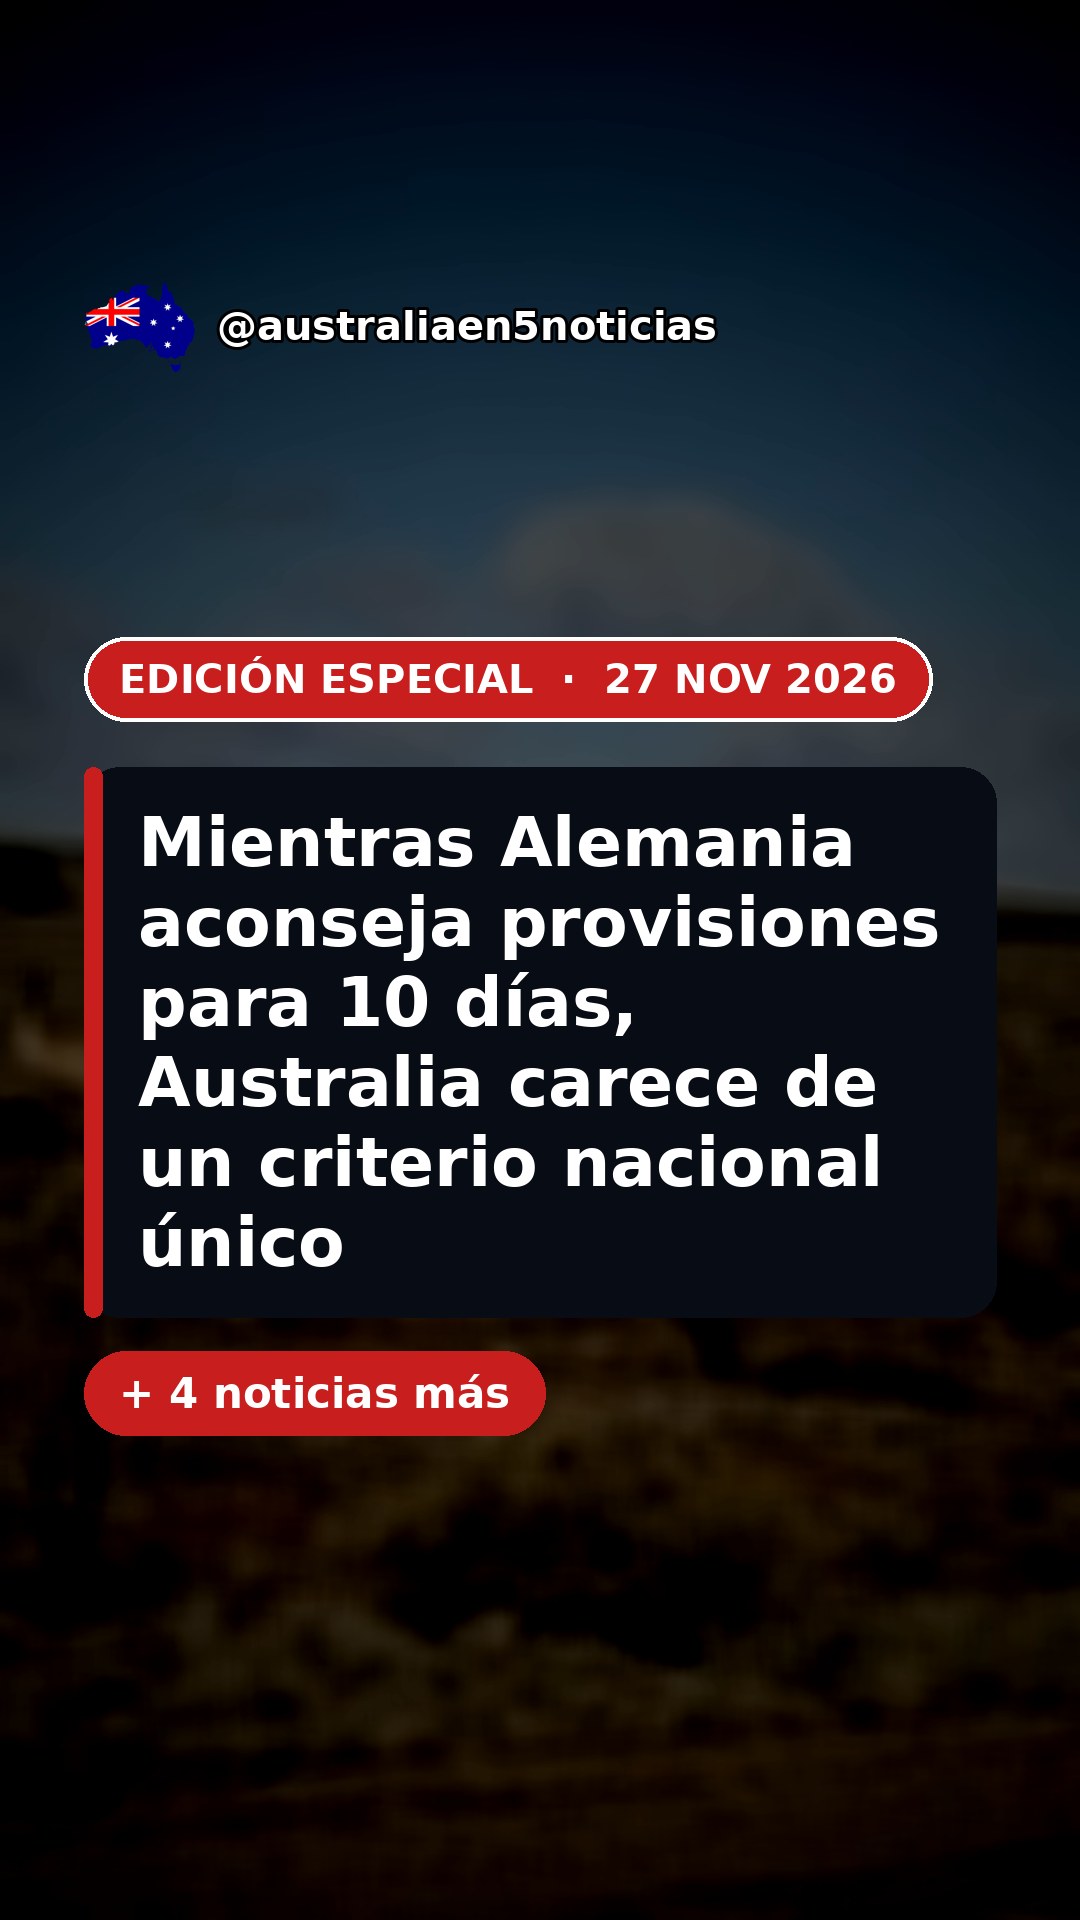 @australiaen5noticias
EDICIÓN ESPECIAL · 27 NOV 2026
Mientras Alemania
aconseja provisiones
para 10 días,
Australia carece de
un criterio nacional
único
+ 4 noticias más